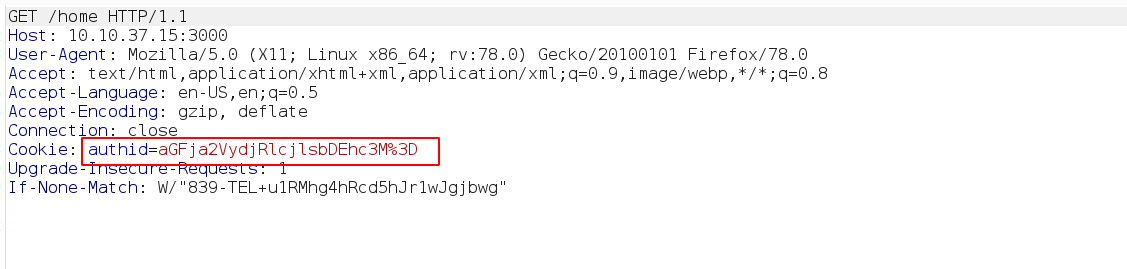 GET /home HTTP/1.1
Host: 10.10.37.15:3000
User-Agent: Mozilla/5.0 (X11; Linux x86_64; rv:78.0) Gecko/20100101 Firefox/78.0
Accept: text/html,application/xhtml+xml,application/xml;q=0.9,image/webp,*/*;q=0.8
Accept-Language: en-US,en;q=0.5
Accept-Encoding: gzip, deflate
Connection: close
Cookie: authid=aGFja2VydjRlcjlsbDEhc3M%3D
Upgrade-Insecure-Requests: 1
If-None-Match: W/"839-TEL+u1RMhg4hRcd5hJr1wJgjbwg"